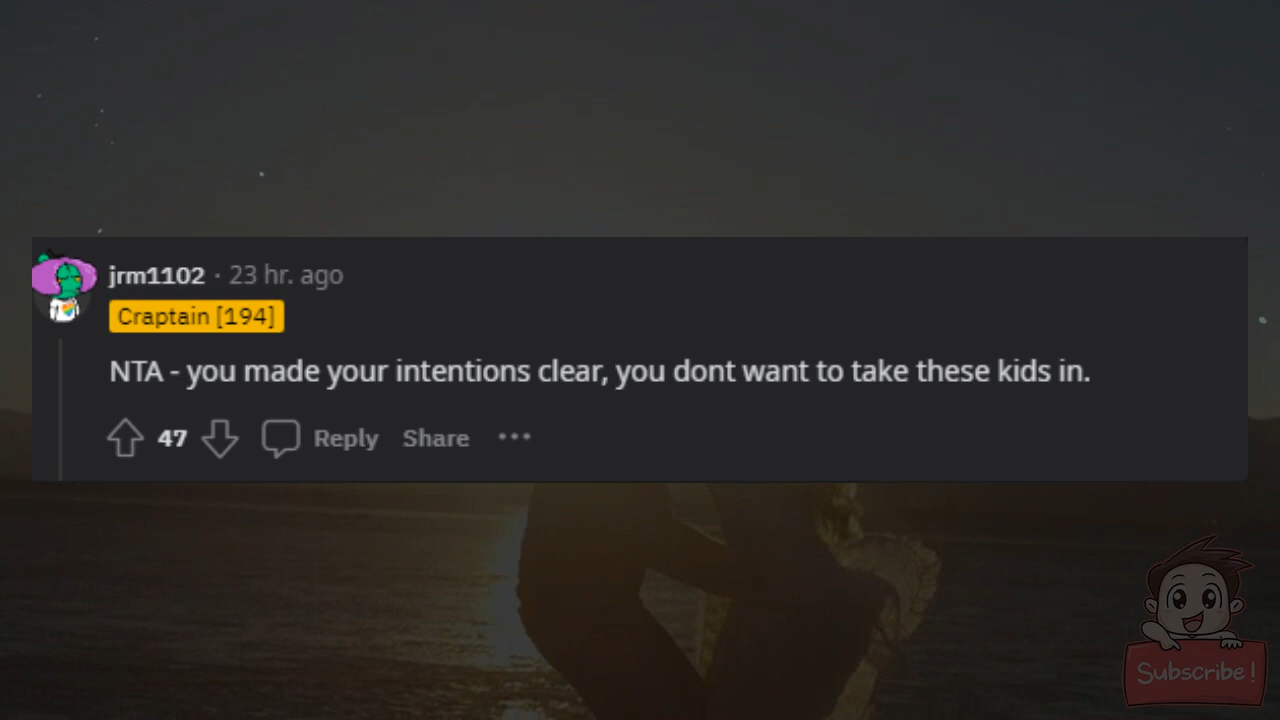 jrm1102 · 23 hr. ago
Craptain [194]
NTA - you made your intentions clear, you dont want to take these kids in.
47 Reply Share ...
Subscribe!